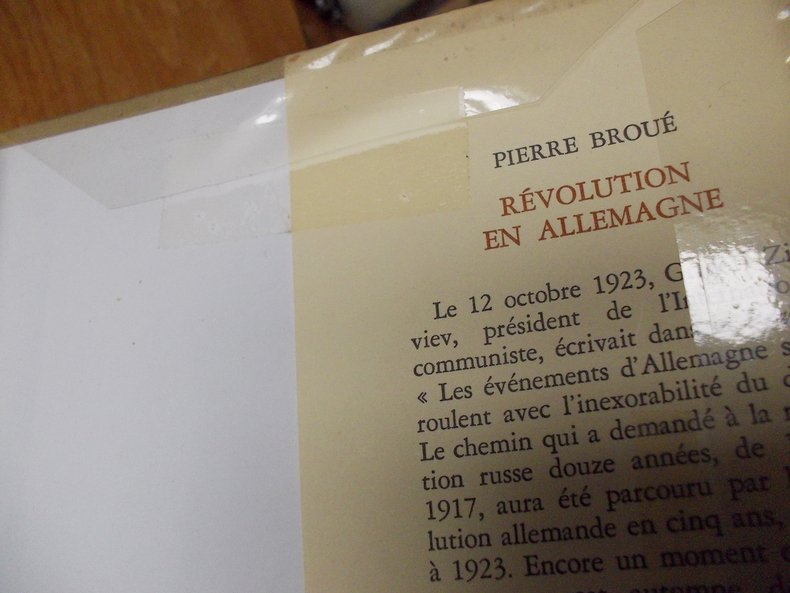 PIERRE BROUÉ
RÉVOLUTION
EN ALLEMAGNE
Le 12 octobre 1923,
viev, président de
communiste, écrivait dans
« Les événements d'Allemagne
roulent avec l'inexorabilité du
Le chemin qui a demandé à la
tion russe douze années, de
1917, aura été parcouru par
lution allemande en cinq ans,
à 1923. Encore un moment